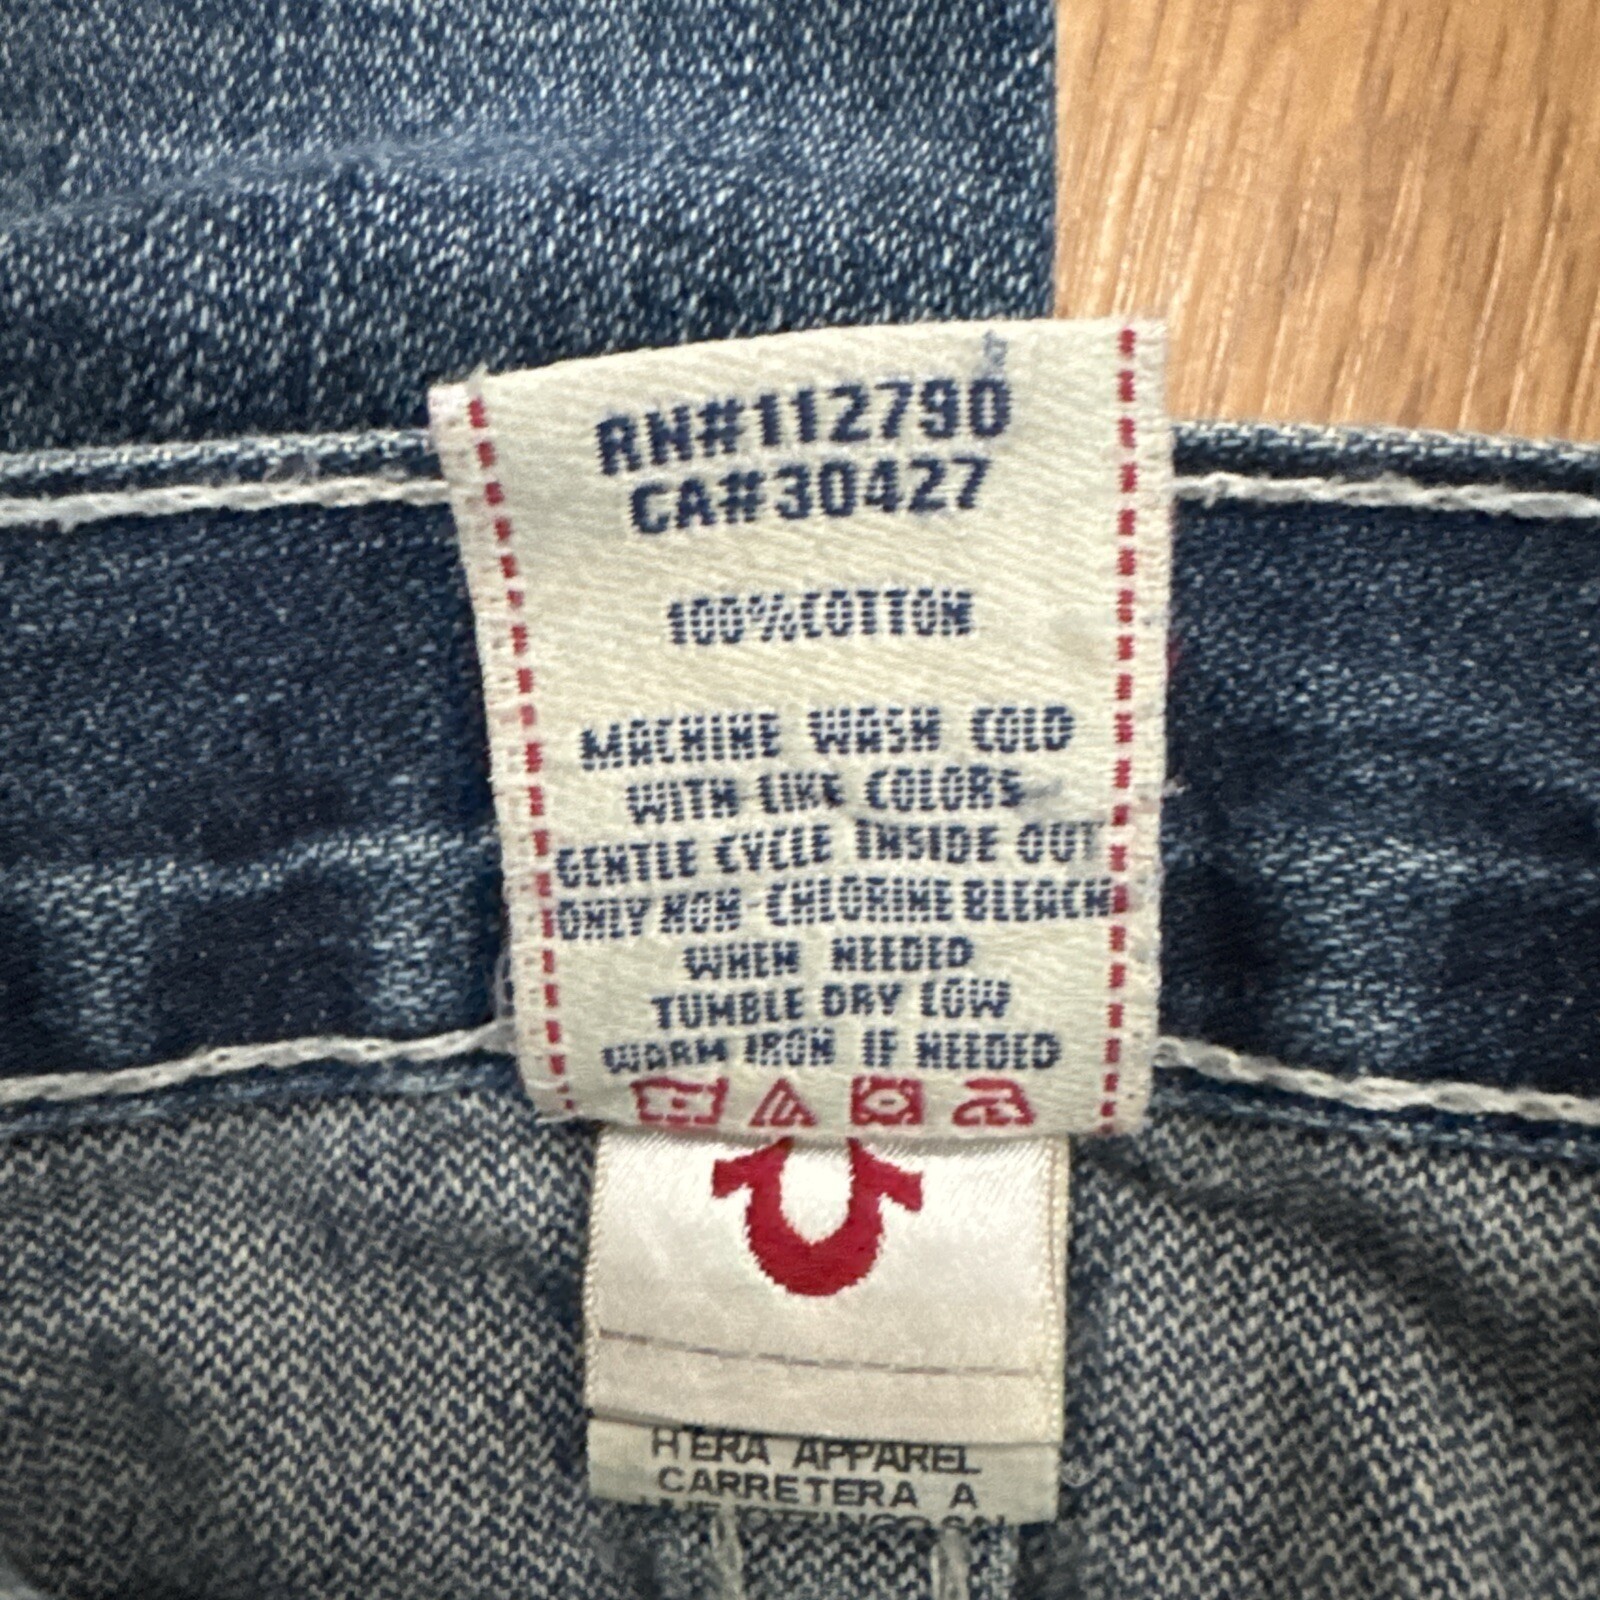 RN#112790
CA#30427
100%COTTON
MACHINE WASH COLD
WITH LIKE COLORS
GENTLE CYCLE INSIDE OUT
ONLY NON-CHLORINE BLEACH
WHEN NEEDED
TUMBLE DRY LOW
WARM IRON IF NEEDED
APPAREL
CARRETERA A